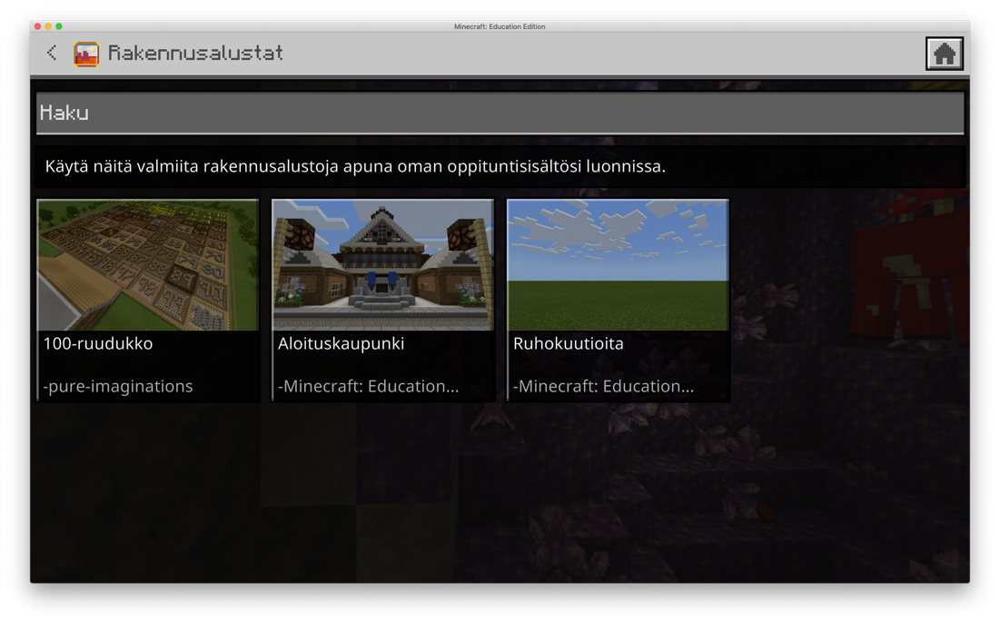 Minecraft: Education Edition
Rakennusalustat
Haku
Käytä näitä valmiita rakennusalustoja apuna oman oppituntisisältösi luonnissa.
100-ruudukko
-pure-imaginations
Aloituskaupunki
-Minecraft: Education...
Ruhokuutioita
-Minecraft: Education...